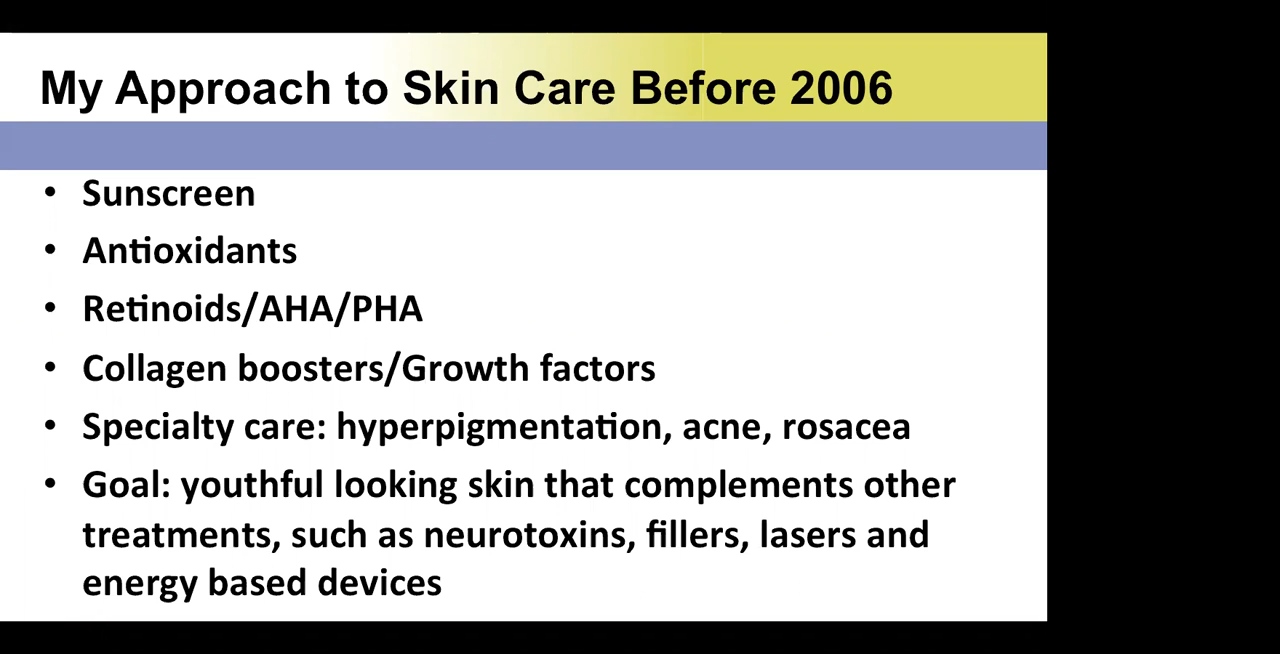 My Approach to Skin Care Before 2006
• Sunscreen
• Antioxidants
• Retinoids/AHA/PHA
• Collagen boosters/Growth factors
• Specialty care: hyperpigmentation, acne, rosacea
• Goal: youthful looking skin that complements other
treatments, such as neurotoxins, fillers, lasers and
energy based devices